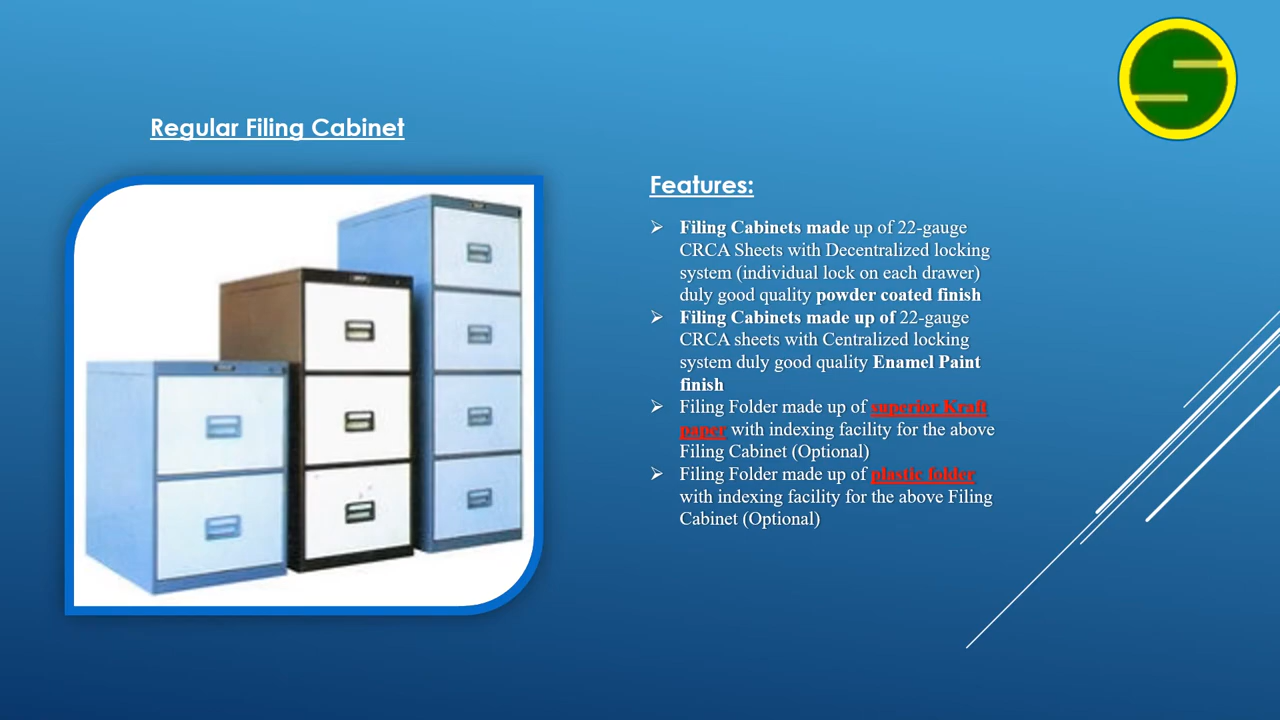 Regular Filing Cabinet
Features:
➢ Filing Cabinets made up of 22-gauge
CRCA Sheets with Decentralized locking
system (individual lock on each drawer)
duly good quality powder coated finish
➢ Filing Cabinets made up of 22-gauge
CRCA sheets with Centralized locking
system duly good quality Enamel Paint
finish
➢ Filing Folder made up of superior Kraft
paper with indexing facility for the above
Filing Cabinet (Optional)
➢ Filing Folder made up of plastic folder
with indexing facility for the above Filing
Cabinet (Optional)